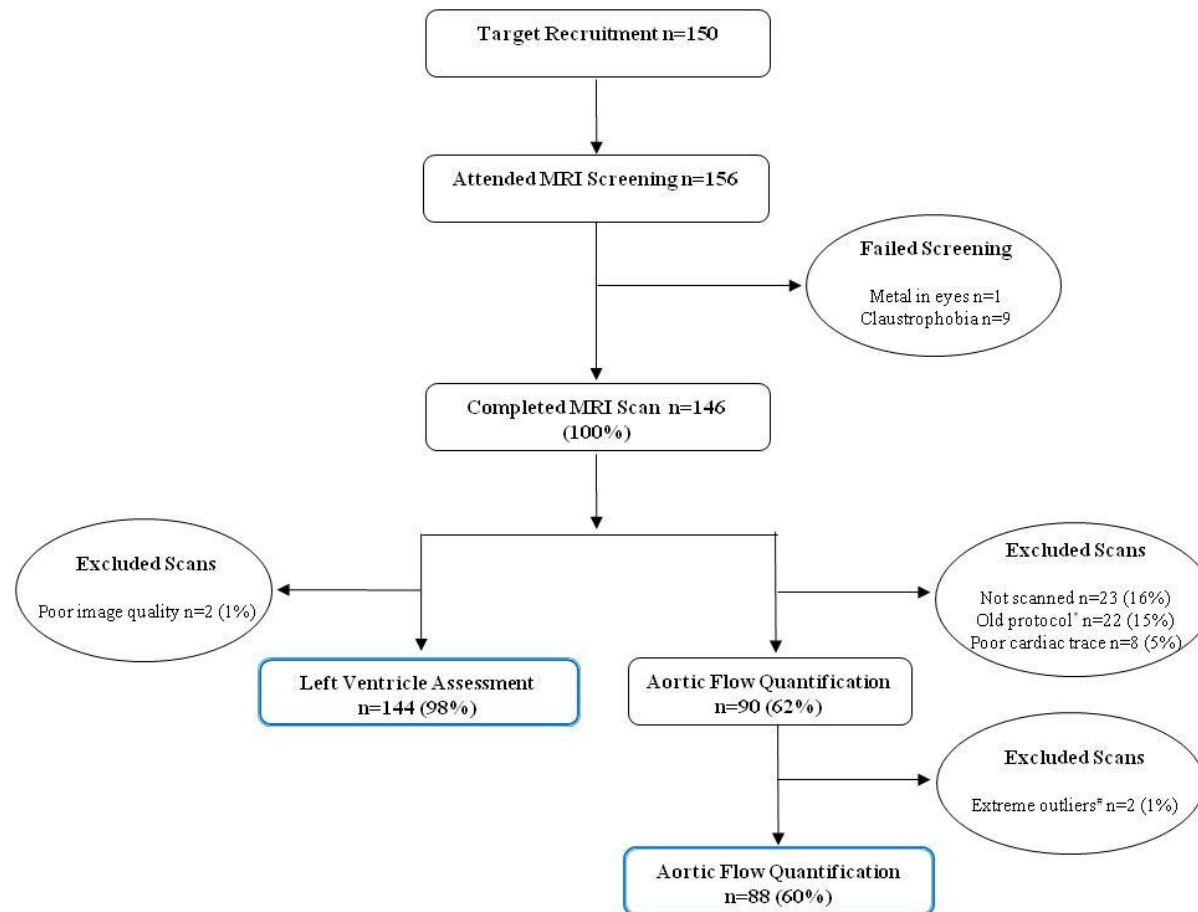 Target Recruitment n=150
Attended MRI Screening n=156
Failed Screening
Metal in eyes n=1
Claustrophobia n=9
Completed MRI Scan n=146
(100%)
Excluded Scans
Poor image quality n=2 (1%)
Excluded Scans
Not scanned n=23 (16%)
Old protocol* n=22 (15%)
Poor cardiac trace n=8 (5%)
Left Ventricle Assessment
n=144 (98%)
Aortic Flow Quantification
n=90 (62%)
Excluded Scans
Extreme outliers# n=2 (1%)
Aortic Flow Quantification
n=88 (60%)